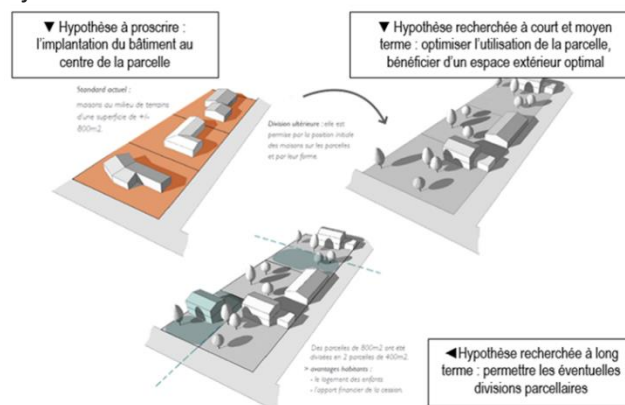 ▼ Hypothèse à proscrire :
l'implantation du bâtiment au
centre de la parcelle
▼ Hypothèse recherchée à court et moyen
terme : optimiser l'utilisation de la parcelle,
bénéficier d'un espace extérieur optimal
Standard actuel :
maisons au milieu de terrains
d'une superficie de +/-
800m2.
Division ultérieure : elle est
permise par la position initiale
des maisons sur les parcelles
et par leur forme.
Des parcelles de 800m2 ont été
divisées en 2 parcelles de 400m2.
> avantages habitants :
- le logement des enfants
- l'apport financier de la cession.
◄Hypothèse recherchée à long
terme : permettre les éventuelles
divisions parcellaires